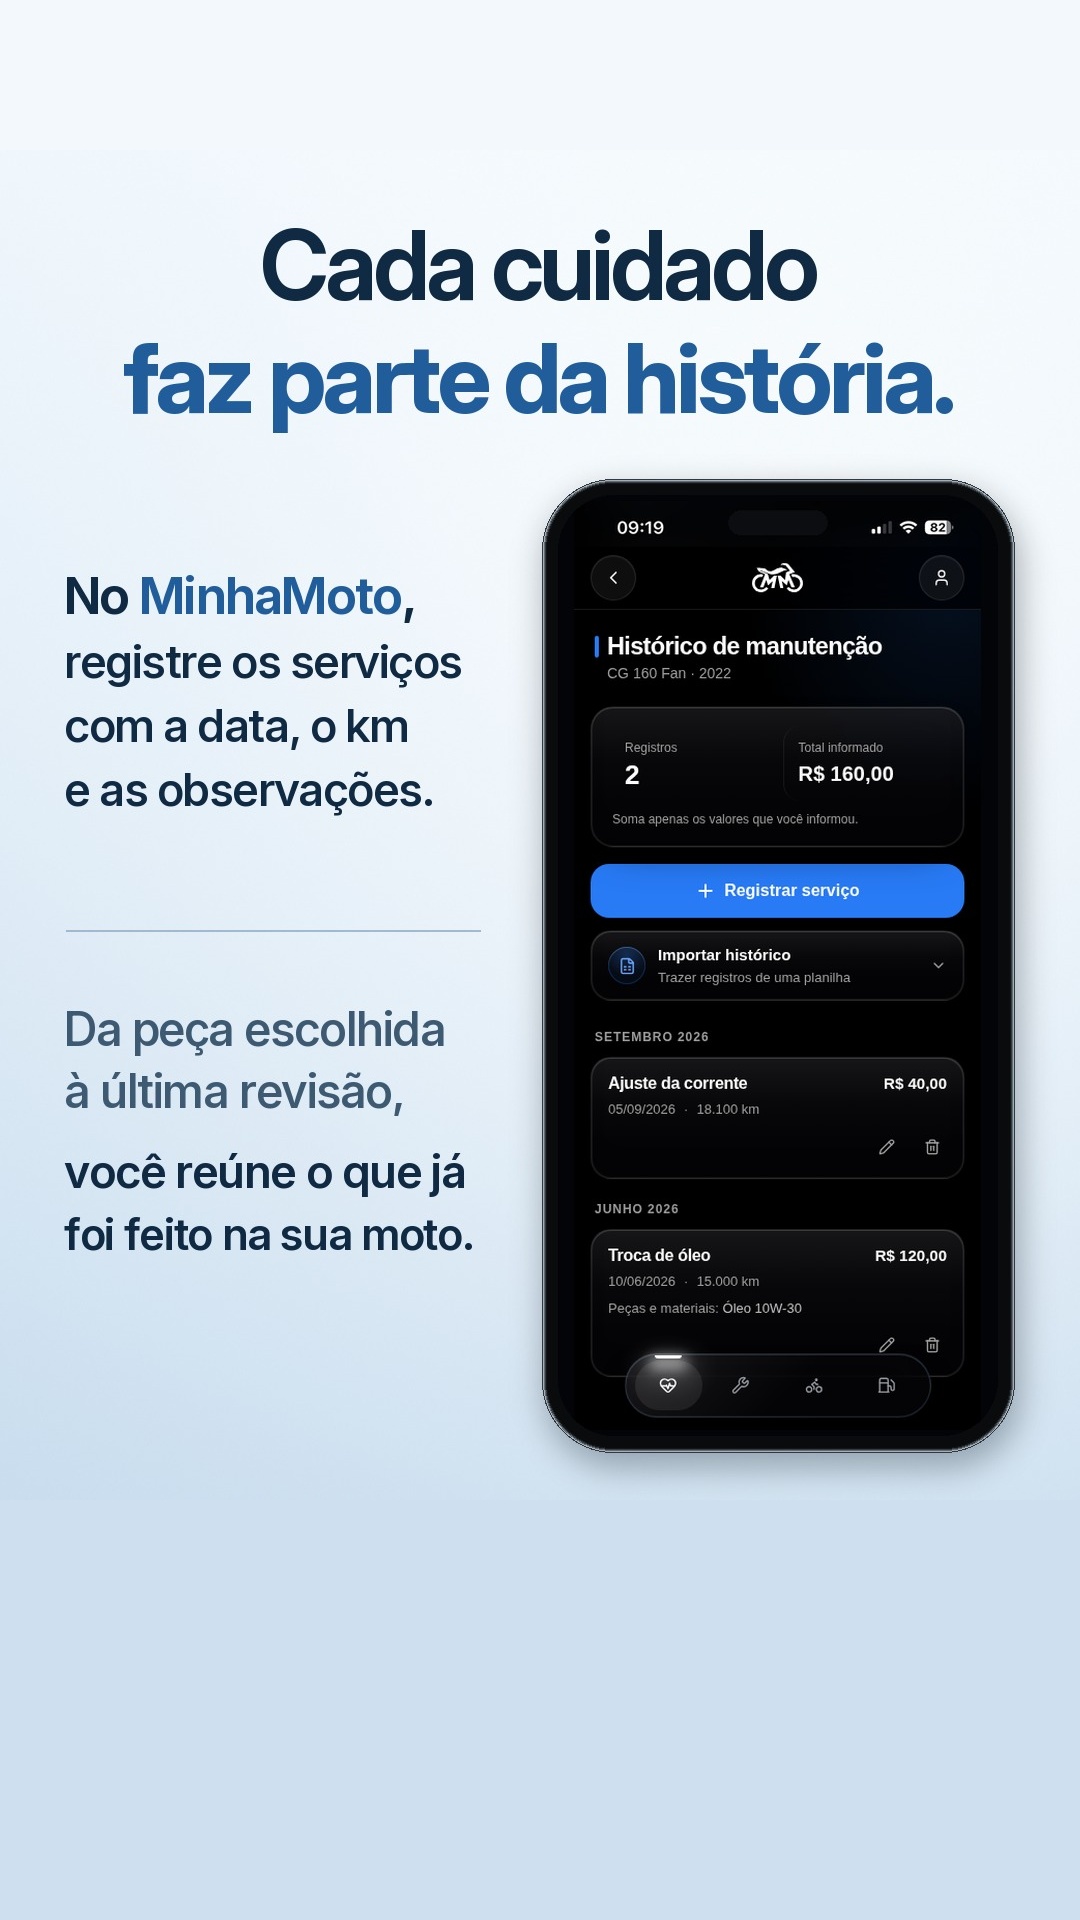 Cada cuidado
faz parte da história.
No MinhaMoto,
registre os serviços
com a data, o km
e as observações.
Da peça escolhida
à última revisão,
você reúne o que já
foi feito na sua moto.
09:19
82
MM
Histórico de manutenção
CG 160 Fan · 2022
Registros
2
Total informado
R$ 160,00
Soma apenas os valores que você informou.
+ Registrar serviço
Importar histórico
Trazer registros de uma planilha
SETEMBRO 2026
Ajuste da corrente
R$ 40,00
05/09/2026 · 18.100 km
JUNHO 2026
Troca de óleo
R$ 120,00
10/06/2026 · 15.000 km
Peças e materiais: Óleo 10W-30